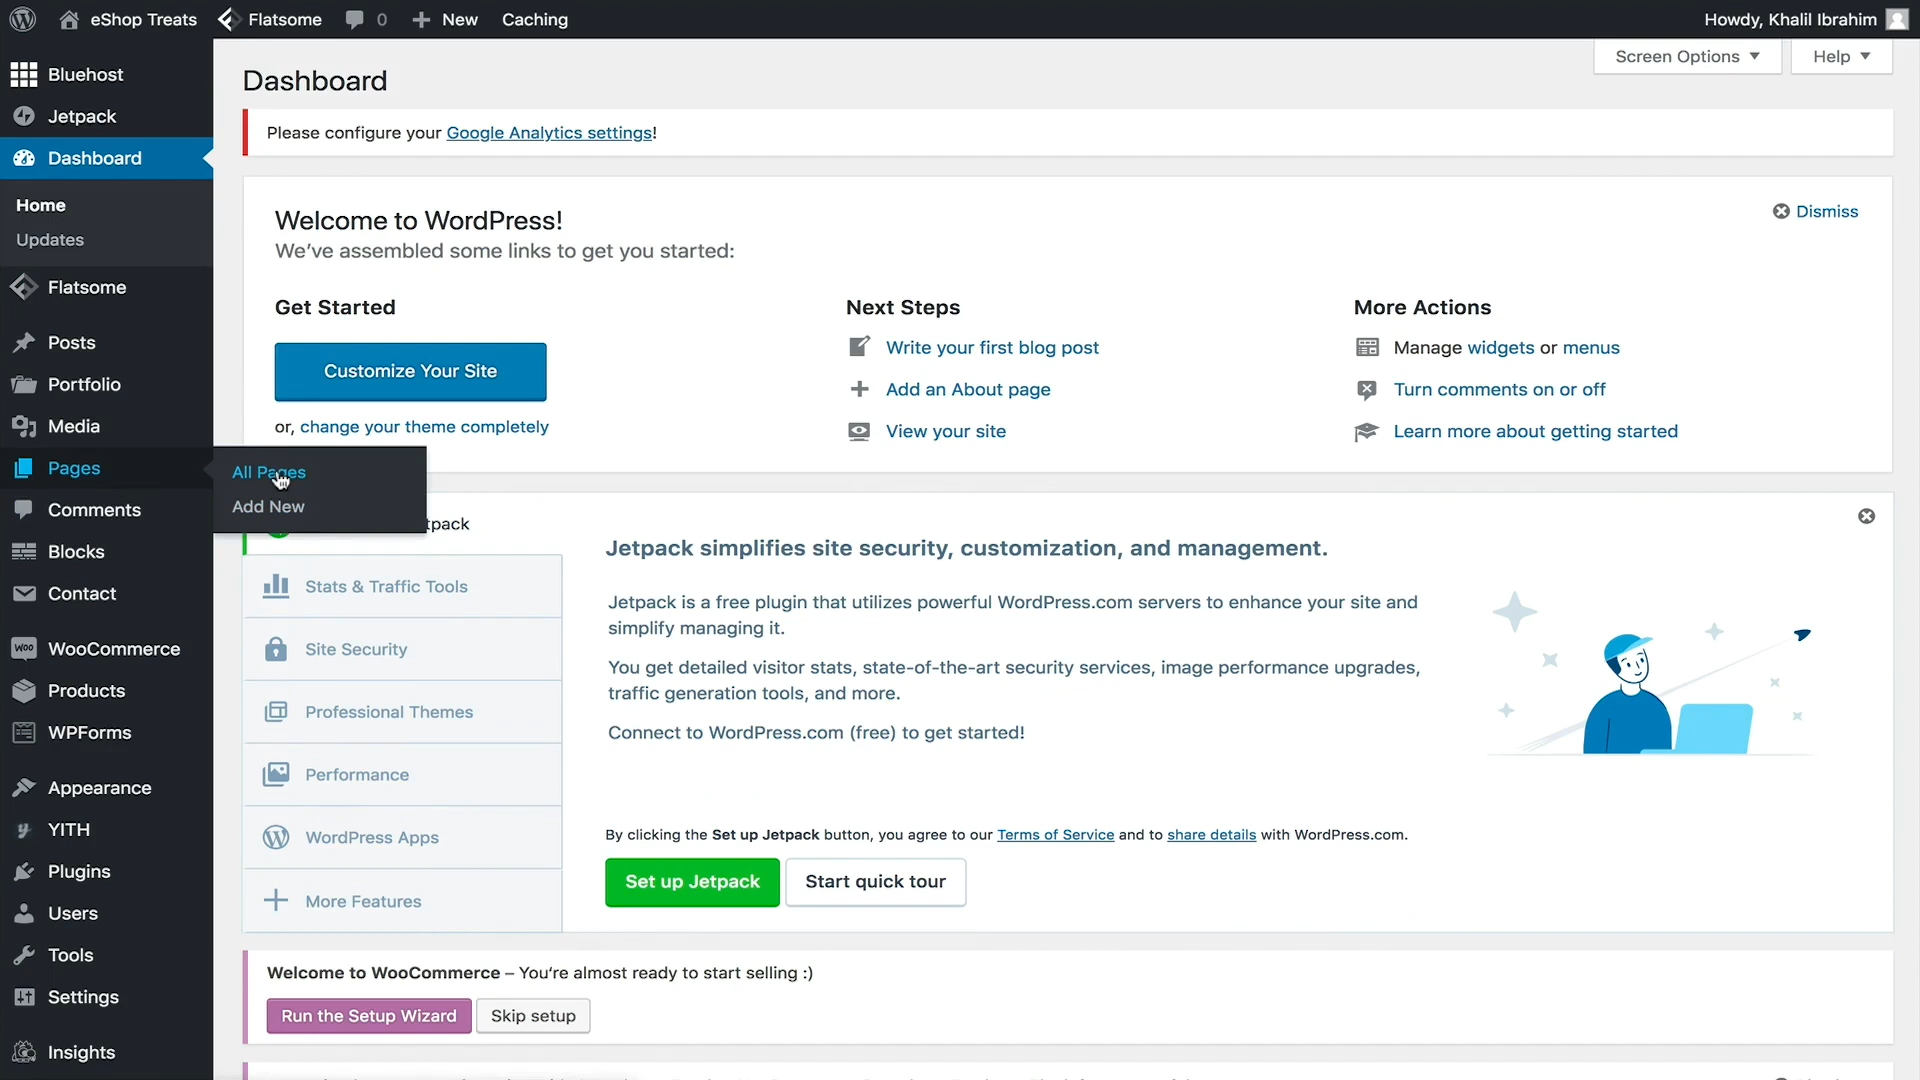 eShop Treats
Flatsome
0
New
Caching
Howdy, Khalil Ibrahim
Bluehost
Jetpack
Dashboard
Home
Updates
Flatsome
Posts
Portfolio
Media
Pages
All Pages
Add New
Comments
Blocks
Contact
WooCommerce
Products
WPForms
Appearance
YITH
Plugins
Users
Tools
Settings
Insights
Screen Options
Help
Dashboard
Please configure your Google Analytics settings!
Welcome to WordPress!
Dismiss
We've assembled some links to get you started:
Get Started
Customize Your Site
or, change your theme completely
Next Steps
Write your first blog post
Add an About page
View your site
More Actions
Manage widgets or menus
Turn comments on or off
Learn more about getting started
tpack
Stats & Traffic Tools
Site Security
Professional Themes
Performance
WordPress Apps
More Features
Jetpack simplifies site security, customization, and management.
Jetpack is a free plugin that utilizes powerful WordPress.com servers to enhance your site and
simplify managing it.
You get detailed visitor stats, state-of-the-art security services, image performance upgrades,
traffic generation tools, and more.
Connect to WordPress.com (free) to get started!
By clicking the Set up Jetpack button, you agree to our Terms of Service and to share details with WordPress.com.
Set up Jetpack
Start quick tour
Welcome to WooCommerce – You're almost ready to start selling :)
Run the Setup Wizard
Skip setup